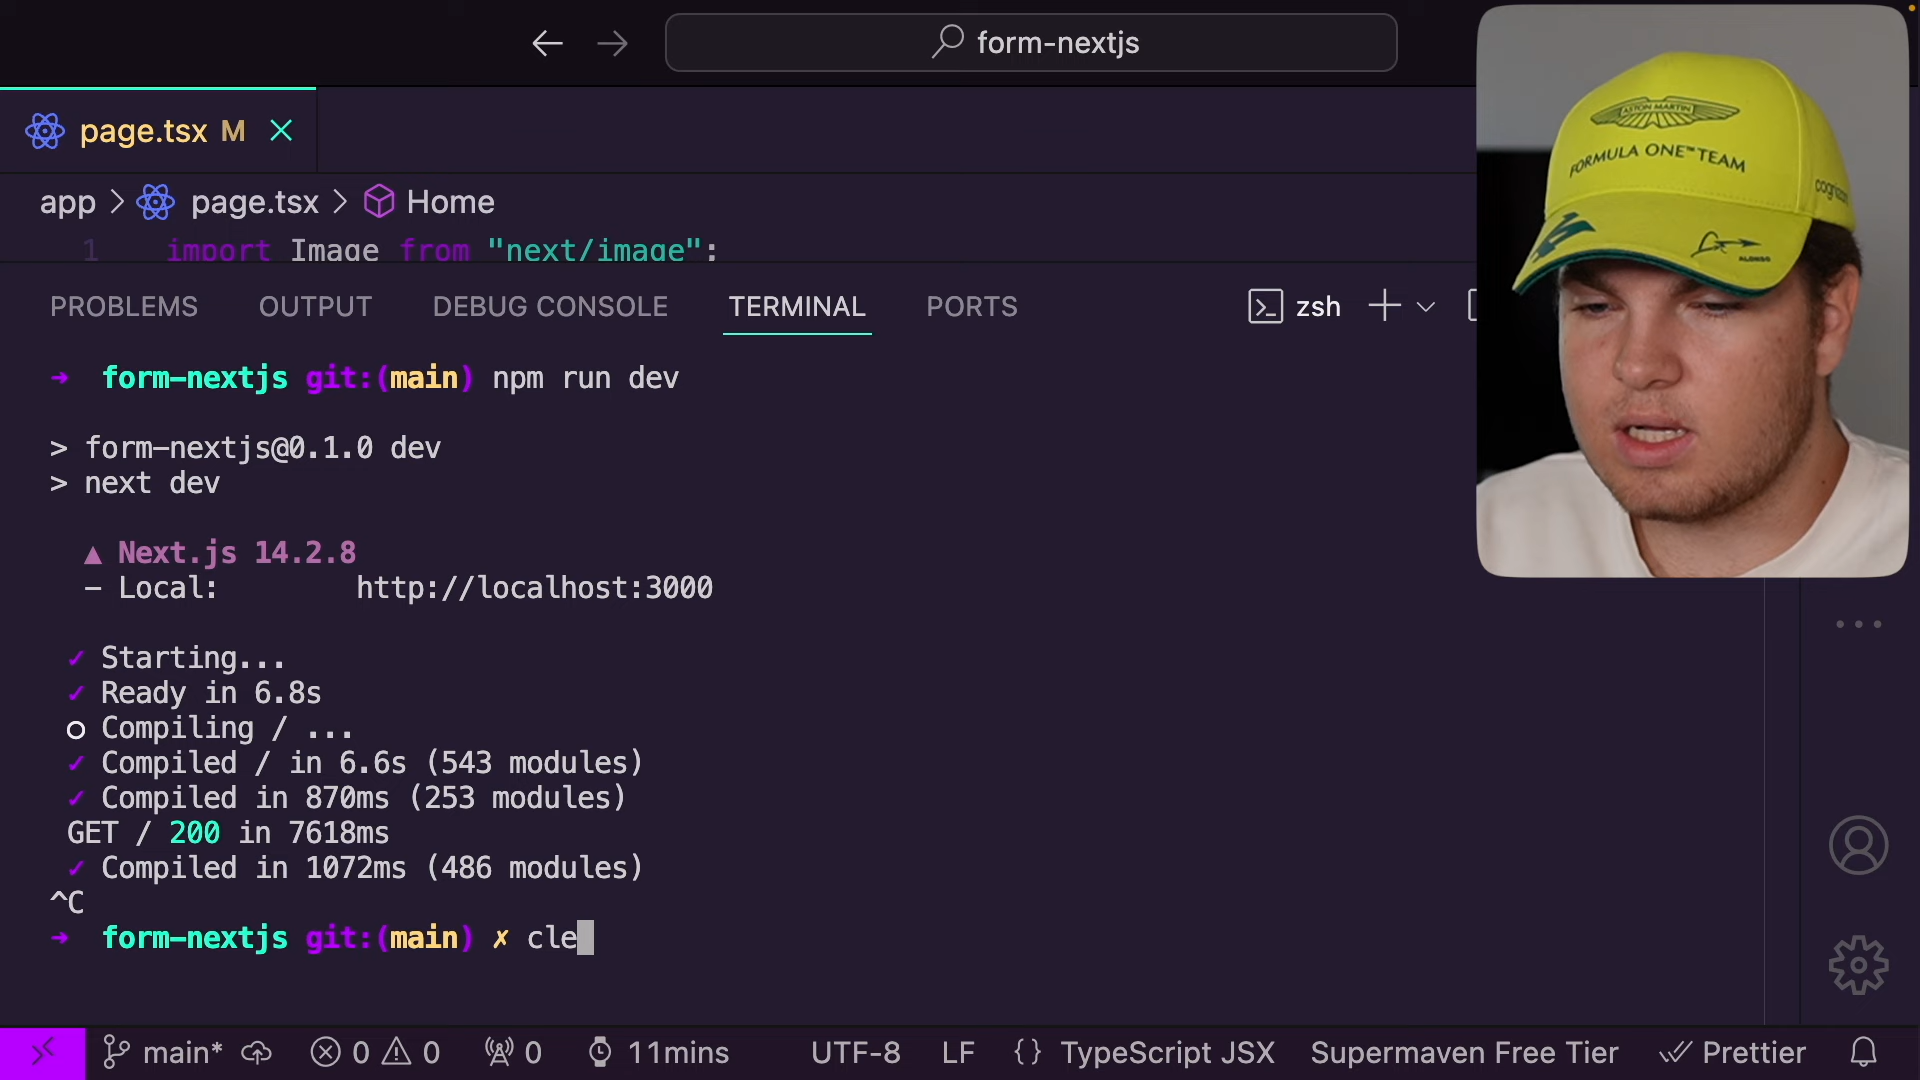 form-nextjs
page.tsx M
app > page.tsx > Home
1 import Image from "next/image";
PROBLEMS OUTPUT DEBUG CONSOLE TERMINAL PORTS zsh
→ form-nextjs git:(main) npm run dev
> form-nextjs@0.1.0 dev
> next dev
▲ Next.js 14.2.8
- Local: http://localhost:3000
✓ Starting...
✓ Ready in 6.8s
○ Compiling / ...
✓ Compiled / in 6.6s (543 modules)
✓ Compiled in 870ms (253 modules)
GET / 200 in 7618ms
✓ Compiled in 1072ms (486 modules)
^C
→ form-nextjs git:(main) ✗ cle
main* 0 0 0 11mins UTF-8 LF {} TypeScript JSX Supermaven Free Tier Prettier
ASTON MARTIN
FORMULA ONE™ TEAM
ALONSO